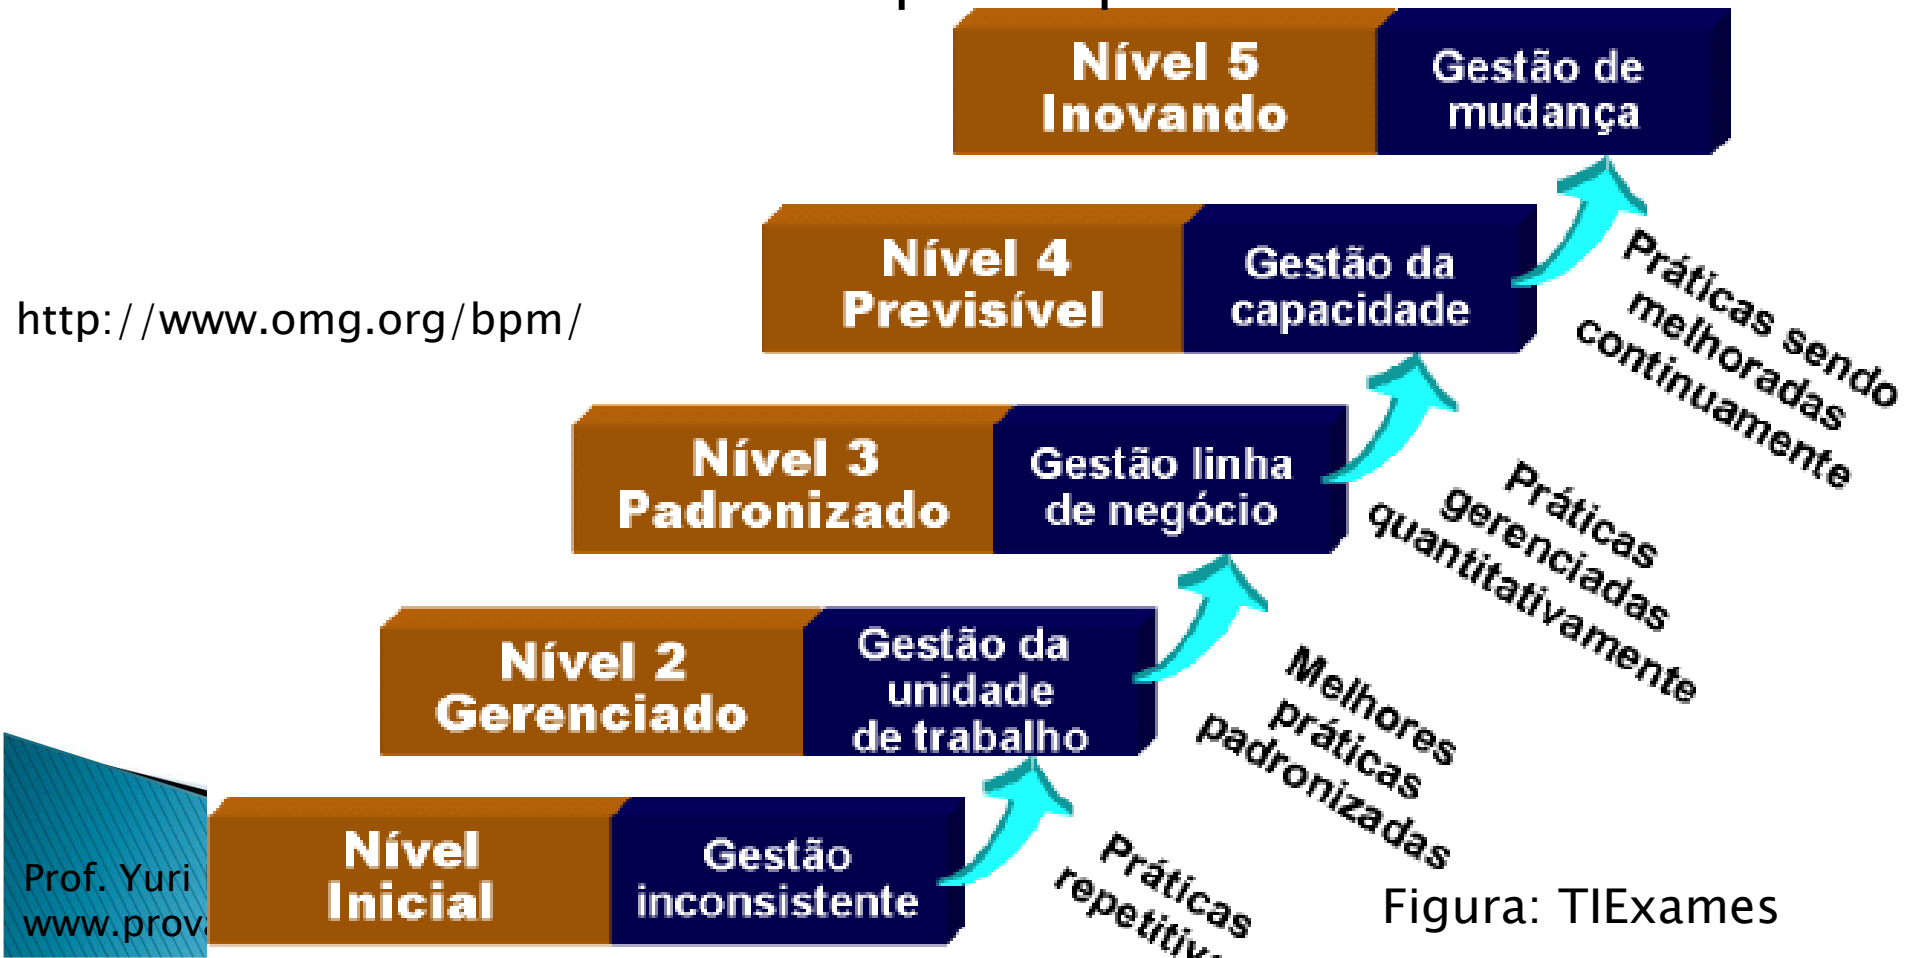 Nível 5
Inovando
Gestão de
mudança
Nível 4
Previsível
Gestão da
capacidade
Práticas sendo
melhoradas
continuamente
http://www.omg.org/bpm/
Nível 3
Padronizado
Gestão linha
de negócio
Práticas
gerenciadas
quantitativamente
Nível 2
Gerenciado
Gestão da
unidade
de trabalho
Melhores
práticas
padronizadas
Nível
Inicial
Gestão
inconsistente
Práticas
Figura: TIExames
Prof. Yuri